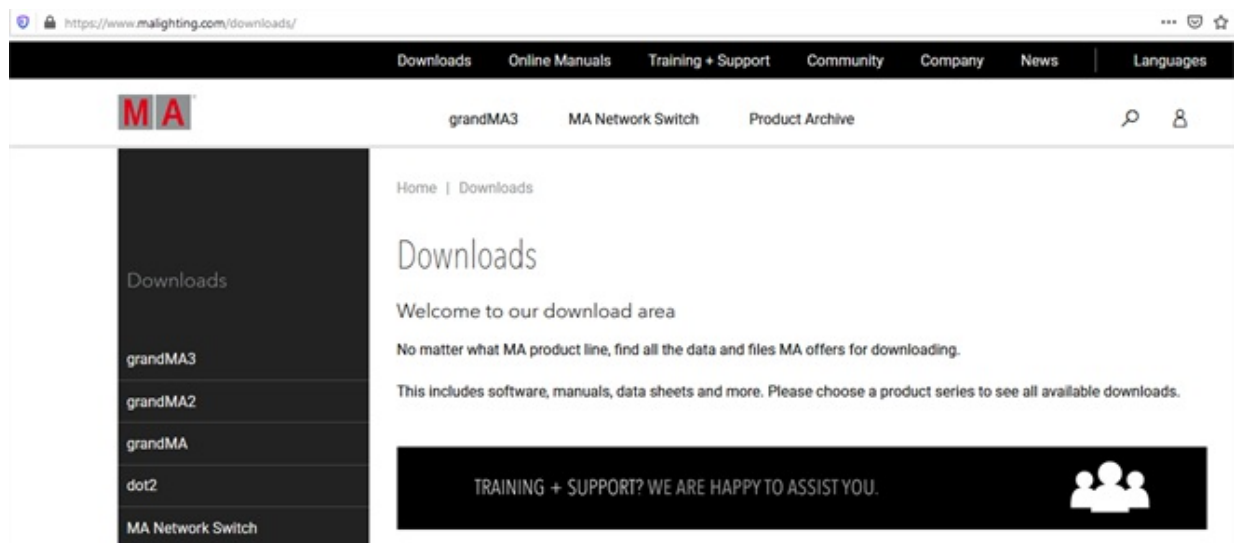 https://www.malighting.com/downloads/
Downloads Online Manuals Training + Support Community Company News Languages
MA grandMA3 MA Network Switch Product Archive
Home | Downloads
Downloads
Downloads
Welcome to our download area
No matter what MA product line, find all the data and files MA offers for downloading.
This includes software, manuals, data sheets and more. Please choose a product series to see all available downloads.
grandMA3
grandMA2
grandMA
dot2
MA Network Switch
TRAINING + SUPPORT? WE ARE HAPPY TO ASSIST YOU.